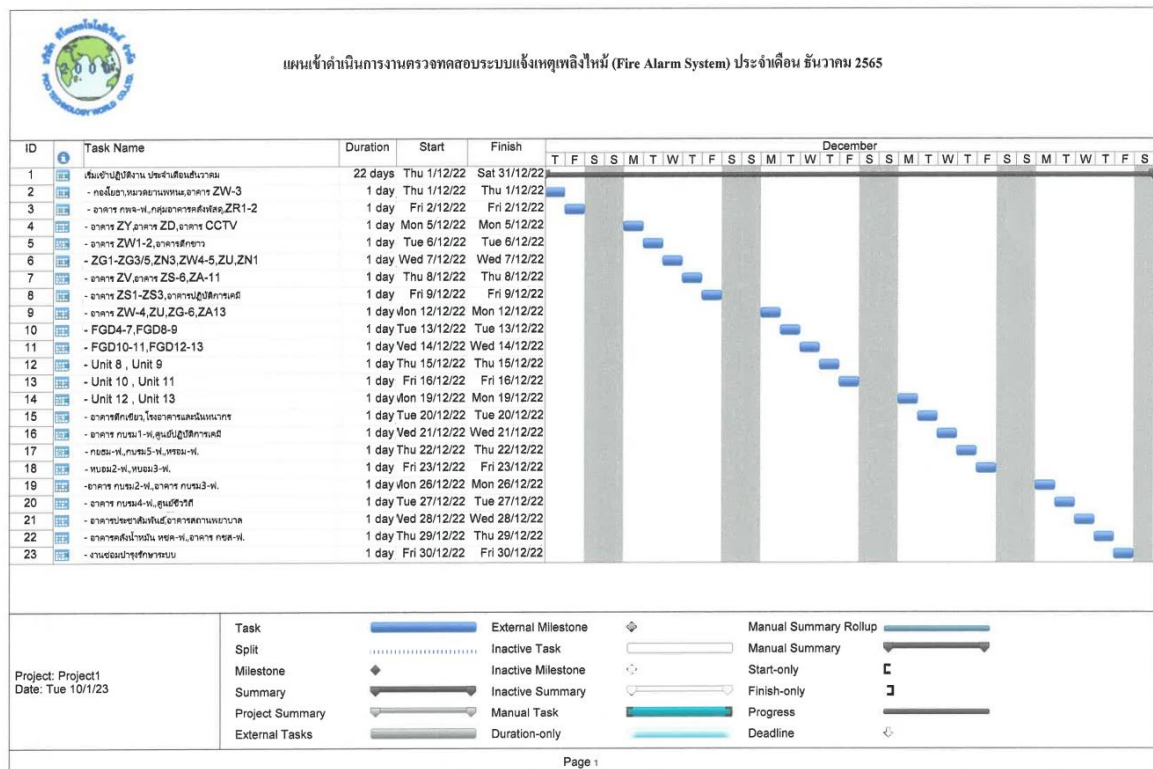 บริษัท พีโคเทคโนโลยีเวิลด์ จำกัด
2000
PICO TECHNOLOGY WORLD CO.,LTD.
แผนเข้าดำเนินการงานตรวจทดสอบระบบแจ้งเหตุเพลิงไหม้ (Fire Alarm System) ประจำเดือน ธันวาคม 2565
ID Task Name Duration Start Finish December
T F S S M T W T F S S M T W T F S S M T W T F S S M T W T F S
1 เริ่มเข้าปฏิบัติงาน ประจำเดือนธันวาคม 22 days Thu 1/12/22 Sat 31/12/22
2 - กองโยธา,หมวดยานพหนะ,อาคาร ZW-3 1 day Thu 1/12/22 Thu 1/12/22
3 - อาคาร กพจ-ฟ.,กลุ่มอาคารคลังพัสดุ,ZR1-2 1 day Fri 2/12/22 Fri 2/12/22
4 - อาคาร ZY,อาคาร ZD,อาคาร CCTV 1 day Mon 5/12/22 Mon 5/12/22
5 - อาคาร ZW1-2,อาคารตึกขาว 1 day Tue 6/12/22 Tue 6/12/22
6 - ZG1-ZG3/5,ZN3,ZW4-5,ZU,ZN1 1 day Wed 7/12/22 Wed 7/12/22
7 - อาคาร ZV,อาคาร ZS-6,ZA-11 1 day Thu 8/12/22 Thu 8/12/22
8 - อาคาร ZS1-ZS3,อาคารปฏิบัติการเคมี 1 day Fri 9/12/22 Fri 9/12/22
9 - อาคาร ZW-4,ZU,ZG-6,ZA13 1 day Mon 12/12/22 Mon 12/12/22
10 - FGD4-7,FGD8-9 1 day Tue 13/12/22 Tue 13/12/22
11 - FGD10-11,FGD12-13 1 day Wed 14/12/22 Wed 14/12/22
12 - Unit 8 , Unit 9 1 day Thu 15/12/22 Thu 15/12/22
13 - Unit 10 , Unit 11 1 day Fri 16/12/22 Fri 16/12/22
14 - Unit 12 , Unit 13 1 day Mon 19/12/22 Mon 19/12/22
15 - อาคารตึกเขียว,โรงอาคารและนันทนาการ 1 day Tue 20/12/22 Tue 20/12/22
16 - อาคาร กบรม1-ฟ,ศูนย์ปฏิบัติการเคมี 1 day Wed 21/12/22 Wed 21/12/22
17 - กยธม-ฟ.,กบรม5-ฟ.,หรอม-ฟ. 1 day Thu 22/12/22 Thu 22/12/22
18 - หบอม2-ฟ.,หบอม3-ฟ. 1 day Fri 23/12/22 Fri 23/12/22
19 -อาคาร กบรม2-ฟ.,อาคาร กบรม3-ฟ. 1 day Mon 26/12/22 Mon 26/12/22
20 - อาคาร กบรม4-ฟ.,ศูนย์ชีววิถี 1 day Tue 27/12/22 Tue 27/12/22
21 - อาคารประชาสัมพันธ์,อาคารสถานพยาบาล 1 day Wed 28/12/22 Wed 28/12/22
22 - อาคารคลังน้ำหมัน หชค-ฟ.,อาคาร กขส-ฟ. 1 day Thu 29/12/22 Thu 29/12/22
23 - งานซ่อมบำรุงรักษาระบบ 1 day Fri 30/12/22 Fri 30/12/22
Project: Project1
Date: Tue 10/1/23
Task External Milestone Manual Summary Rollup
Split Inactive Task Manual Summary
Milestone Inactive Milestone Start-only
Summary Inactive Summary Finish-only
Project Summary Manual Task Progress
External Tasks Duration-only Deadline
Page 1